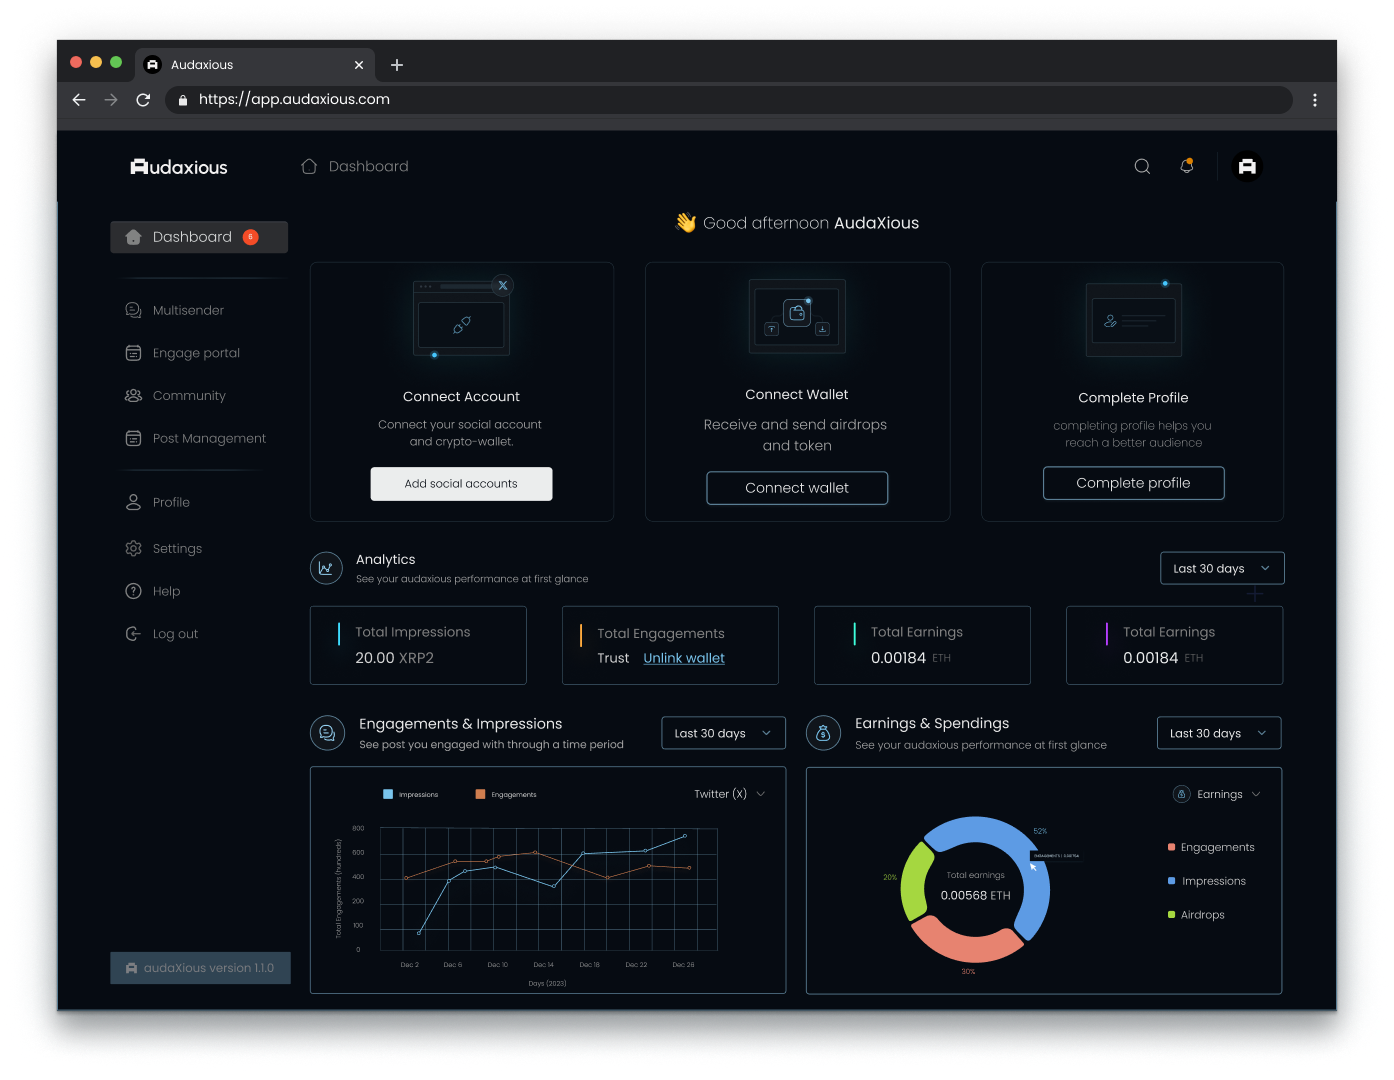 Audaxious
https://app.audaxious.com
Audaxious
Dashboard
👋 Good afternoon AudaXious
Dashboard 6
Multisender
Engage portal
Community
Post Management
Profile
Settings
Help
Log out
audaXious version 1.1.0
Connect Account
Connect your social account
and crypto-wallet.
Add social accounts
Connect Wallet
Receive and send airdrops
and token
Connect wallet
Complete Profile
completing profile helps you
reach a better audience
Complete profile
Analytics
See your audaxious performance at first glance
Last 30 days
Total Impressions
20.00 XRP2
Total Engagements
Trust Unlink wallet
Total Earnings
0.00184 ETH
Total Earnings
0.00184 ETH
Engagements & Impressions
See post you engaged with through a time period
Last 30 days
Impressions
Engagements
Twitter (X)
Total Engagements (hundreds)
800
600
400
200
100
0
Dec 2
Dec 6
Dec 10
Dec 14
Dec 18
Dec 22
Dec 26
Days (2023)
Earnings & Spendings
See your audaxious performance at first glance
Last 30 days
Earnings
52%
20%
30%
Total earnings
0.00568 ETH
Engagements
Impressions
Airdrops